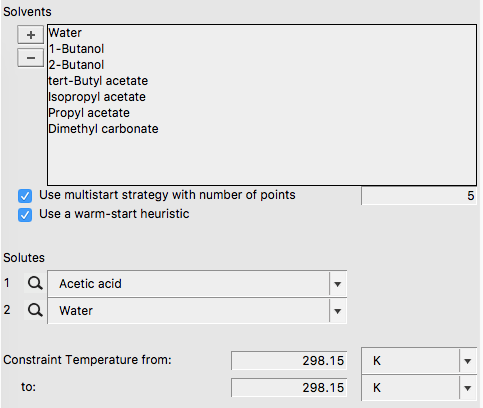 Solvents
+
Water
−
1-Butanol
2-Butanol
tert-Butyl acetate
Isopropyl acetate
Propyl acetate
Dimethyl carbonate
Use multistart strategy with number of points 5
Use a warm-start heuristic
Solutes
1 Acetic acid
2 Water
Constraint Temperature from: 298.15 K
to: 298.15 K